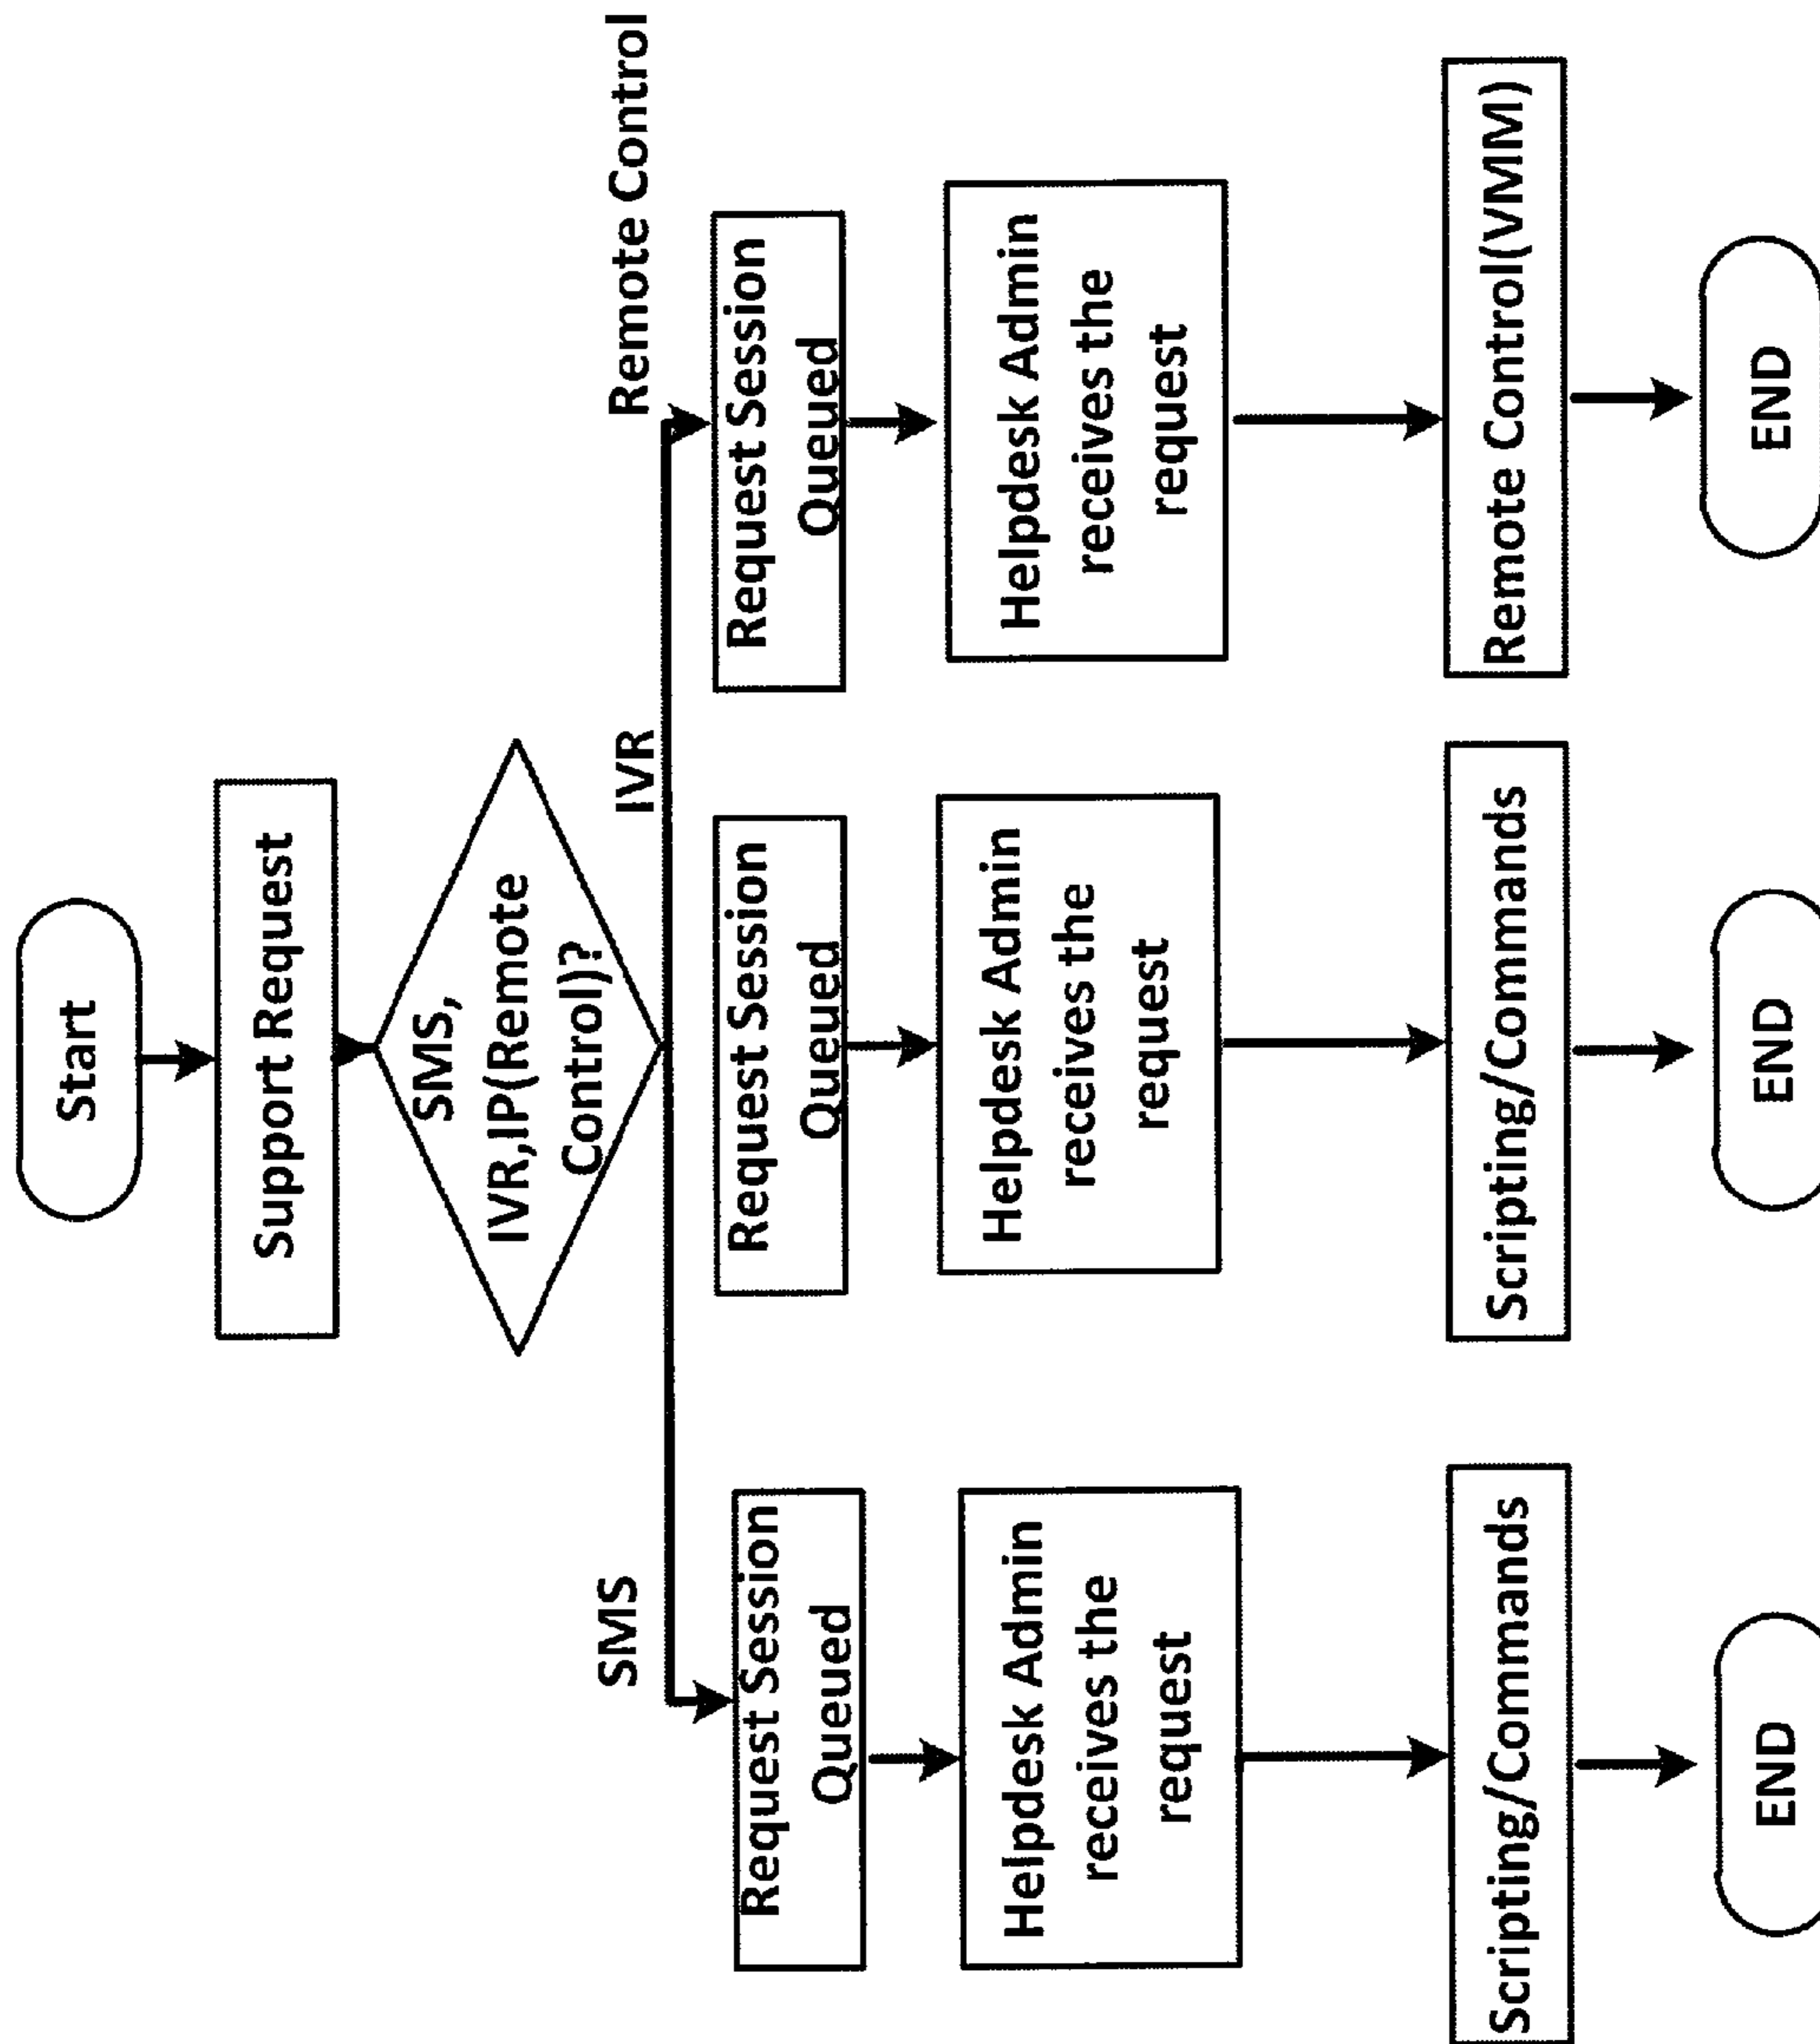 Start
Support Request
SMS,
IVR,IP(Remote
Control)?
SMS
IVR
Remote Control
Request Session
Queued
Request Session
Queued
Request Session
Queued
Helpdesk Admin
receives the
request
Helpdesk Admin
receives the
request
Helpdesk Admin
receives the
request
Scripting/Commands
Scripting/Commands
Remote Control(VMM)
END
END
END